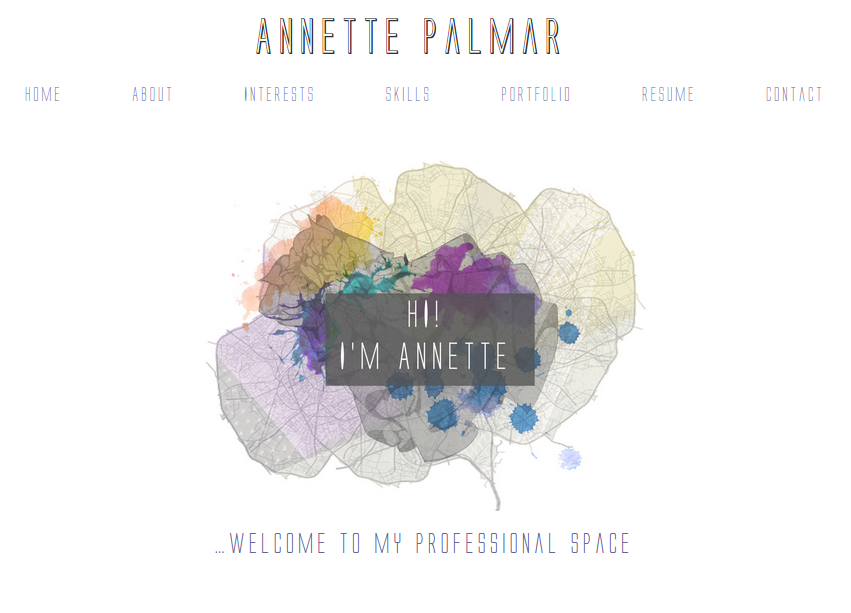 ANNETTE PALMAR
HOME ABOUT INTERESTS SKILLS PORTFOLIO RESUME CONTACT
HI!
I'M ANNETTE
...WELCOME TO MY PROFESSIONAL SPACE